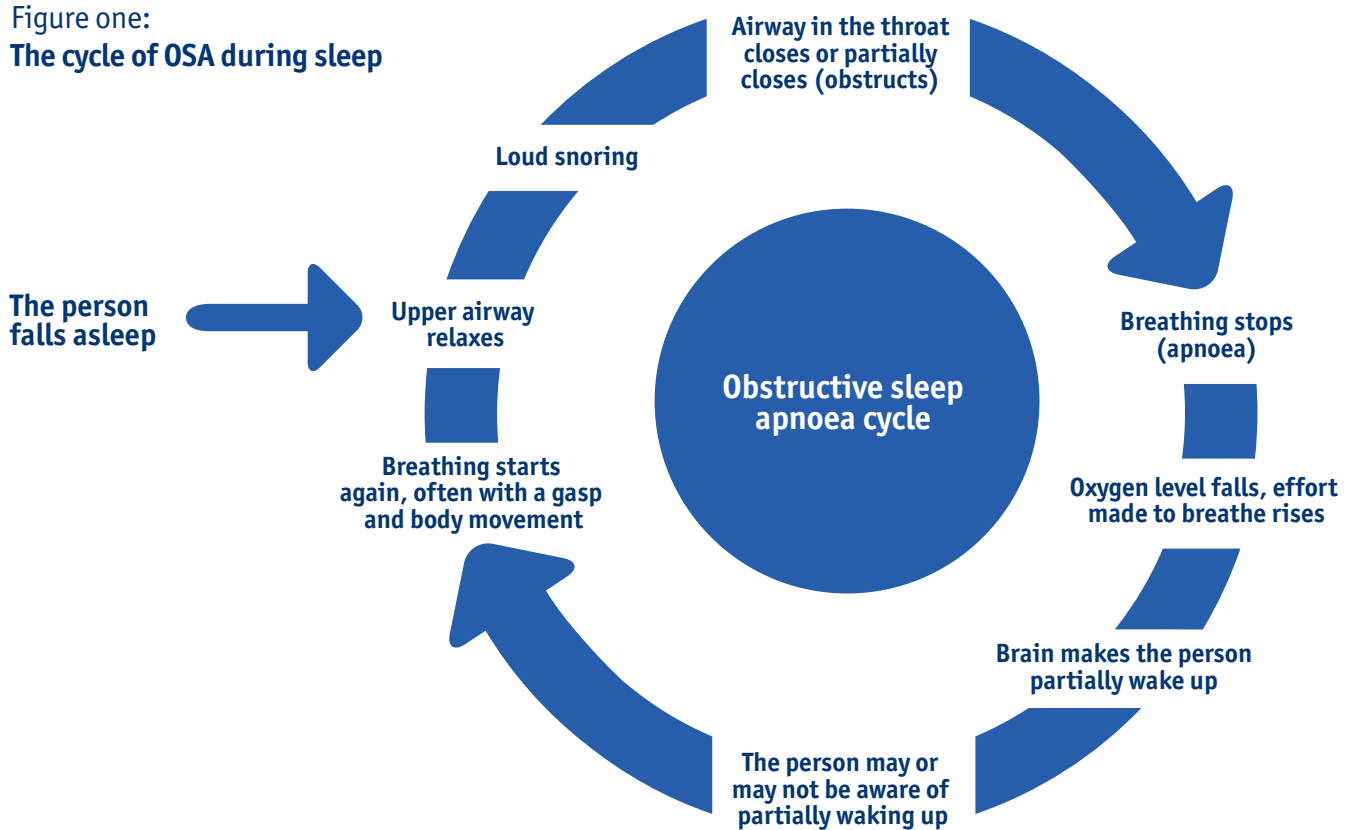 Figure one:
The cycle of OSA during sleep
The person
falls asleep
Upper airway
relaxes
Loud snoring
Airway in the throat
closes or partially
closes (obstructs)
Breathing stops
(apnoea)
Oxygen level falls, effort
made to breathe rises
Brain makes the person
partially wake up
The person may or
may not be aware of
partially waking up
Breathing starts
again, often with a gasp
and body movement
Obstructive sleep
apnoea cycle